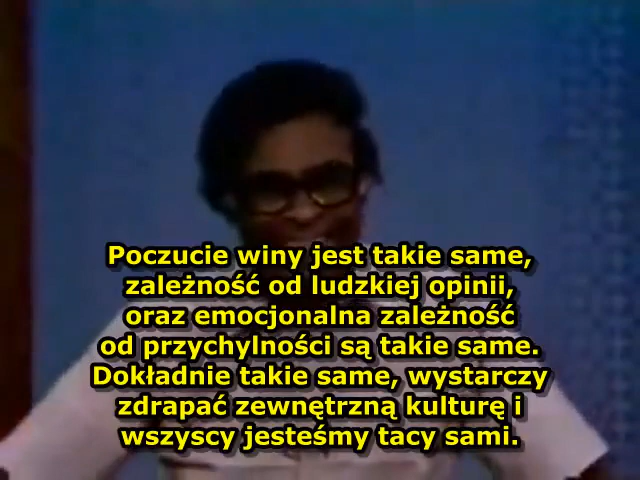 Poczucie winy jest takie same,
zależność od ludzkiej opinii,
oraz emocjonalna zależność
od przychylności są takie same.
Dokładnie takie same, wystarczy
zdrapać zewnętrzną kulturę i
wszyscy jesteśmy tacy sami.